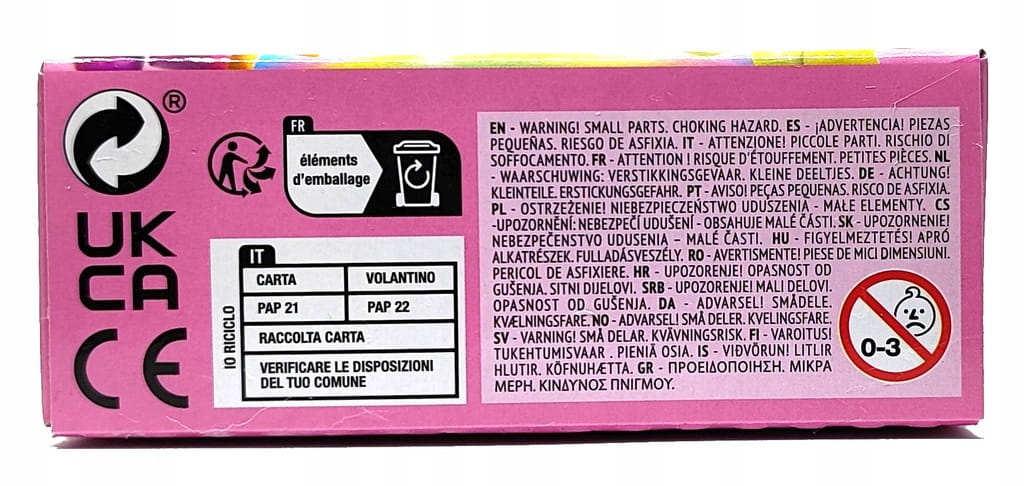 ®
UK
CA
CE
FR
éléments
d'emballage
IO RICICLO
IT
CARTA VOLANTINO
PAP 21 PAP 22
RACCOLTA CARTA
VERIFICARE LE DISPOSIZIONI
DEL TUO COMUNE
EN - WARNING! SMALL PARTS. CHOKING HAZARD. ES - ¡ADVERTENCIA! PIEZAS
PEQUEÑAS. RIESGO DE ASFIXIA. IT - ATTENZIONE! PICCOLE PARTI. RISCHIO DI
SOFFOCAMENTO. FR - ATTENTION ! RISQUE D'ÉTOUFFEMENT. PETITES PIÈCES. NL
- WAARSCHUWING: VERSTIKKINGSGEVAAR. KLEINE DEELTJES. DE - ACHTUNG!
KLEINTEILE. ERSTICKUNGSGEFAHR. PT - AVISO! PEÇAS PEQUENAS. RISCO DE ASFIXIA.
PL - OSTRZEŻENIE! NIEBEZPIECZEŃSTWO UDUSZENIA - MAŁE ELEMENTY. CS
-UPOZORNĚNÍ: NEBEZPEČÍ UDUŠENÍ - OBSAHUJE MALÉ ČÁSTI. SK - UPOZORNENIE!
NEBEZPEČENSTVO UDUSENIA – MALÉ ČASTI. HU - FIGYELMEZTETÉS! APRÓ
ALKATRÉSZEK. FULLADÁSVESZÉLY. RO - AVERTISMENTE! PIESE DE MICI DIMENSIUNI.
PERICOL DE ASFIXIERE. HR - UPOZORENJE! OPASNOST OD
GUŠENJA. SITNI DIJELOVI. SRB - UPOZORENJE! MALI DELOVI.
OPASNOST OD GUŠENJA. DA - ADVARSEL! SMÅDELE.
KVÆLNINGSFARE. NO - ADVARSEL! SMÅ DELER. KVELINGSFARE.
SV - VARNING! SMÅ DELAR. KVÄVNINGSRISK. FI - VAROITUS!
TUKEHTUMISVAAR . PIENIÄ OSIA. IS - VIÐVÖRUN! LITLIR
HLUTIR. KÖFNUHÆTTA. GR - ΠΡΟΕΙΔΟΠΟΙΗΣΗ. ΜΙΚΡΑ
ΜΕΡΗ. ΚΙΝΔΥΝΟΣ ΠΝΙΓΜΟΥ.
0-3